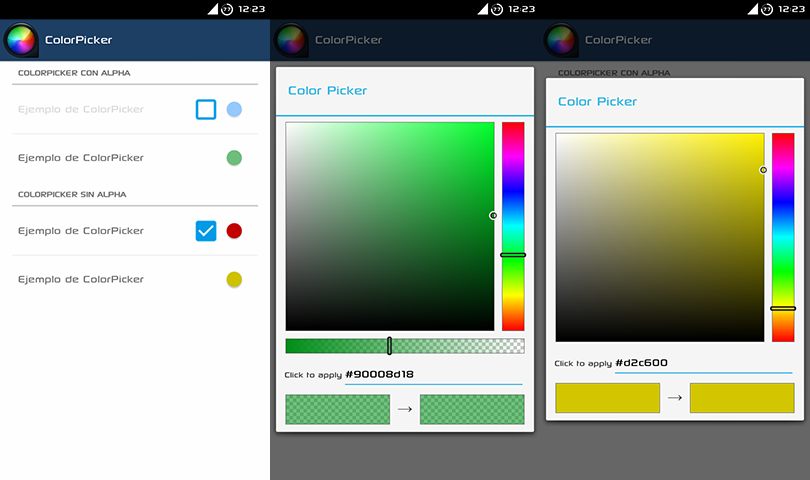 12:23
ColorPicker
COLORPICKER CON ALPHA
Ejemplo de ColorPicker
Ejemplo de ColorPicker
COLORPICKER SIN ALPHA
Ejemplo de ColorPicker
Ejemplo de ColorPicker
12:23
ColorPicker
Color Picker
Click to apply #90008d18
→
12:23
ColorPicker
COLORPICKER CON ALPHA
Color Picker
Click to apply #d2c600
→